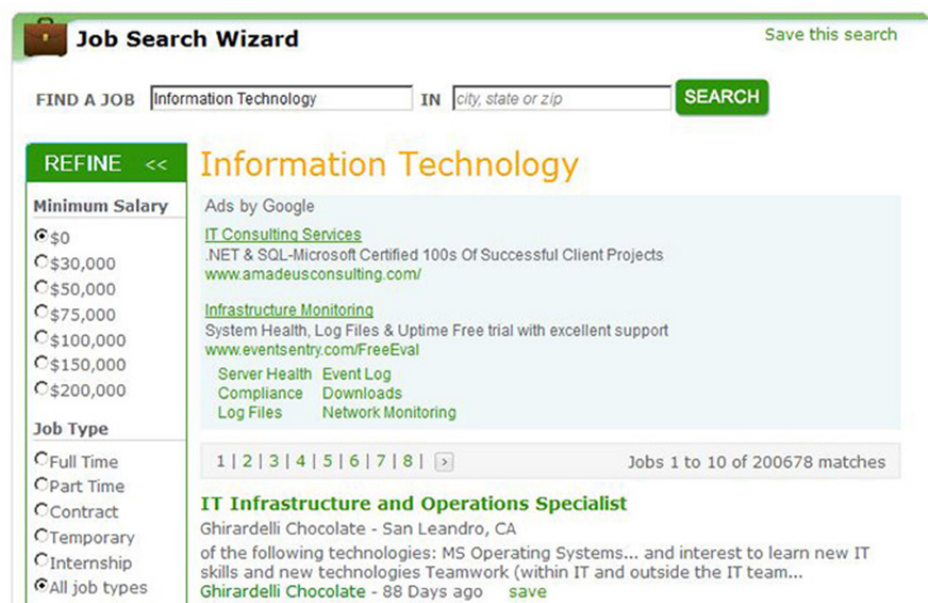 Job Search Wizard
Save this search
FIND A JOB Information Technology IN city, state or zip SEARCH
REFINE <<
Minimum Salary
$0
$30,000
$50,000
$75,000
$100,000
$150,000
$200,000
Job Type
Full Time
Part Time
Contract
Temporary
Internship
All job types
Information Technology
Ads by Google
IT Consulting Services
.NET & SQL-Microsoft Certified 100s Of Successful Client Projects
www.amadeusconsulting.com/
Infrastructure Monitoring
System Health, Log Files & Uptime Free trial with excellent support
www.eventsentry.com/FreeEval
Server Health Event Log
Compliance Downloads
Log Files Network Monitoring
1 | 2 | 3 | 4 | 5 | 6 | 7 | 8 | >
Jobs 1 to 10 of 200678 matches
IT Infrastructure and Operations Specialist
Ghirardelli Chocolate - San Leandro, CA
of the following technologies: MS Operating Systems... and interest to learn new IT
skills and new technologies Teamwork (within IT and outside the IT team...
Ghirardelli Chocolate - 88 Days ago save